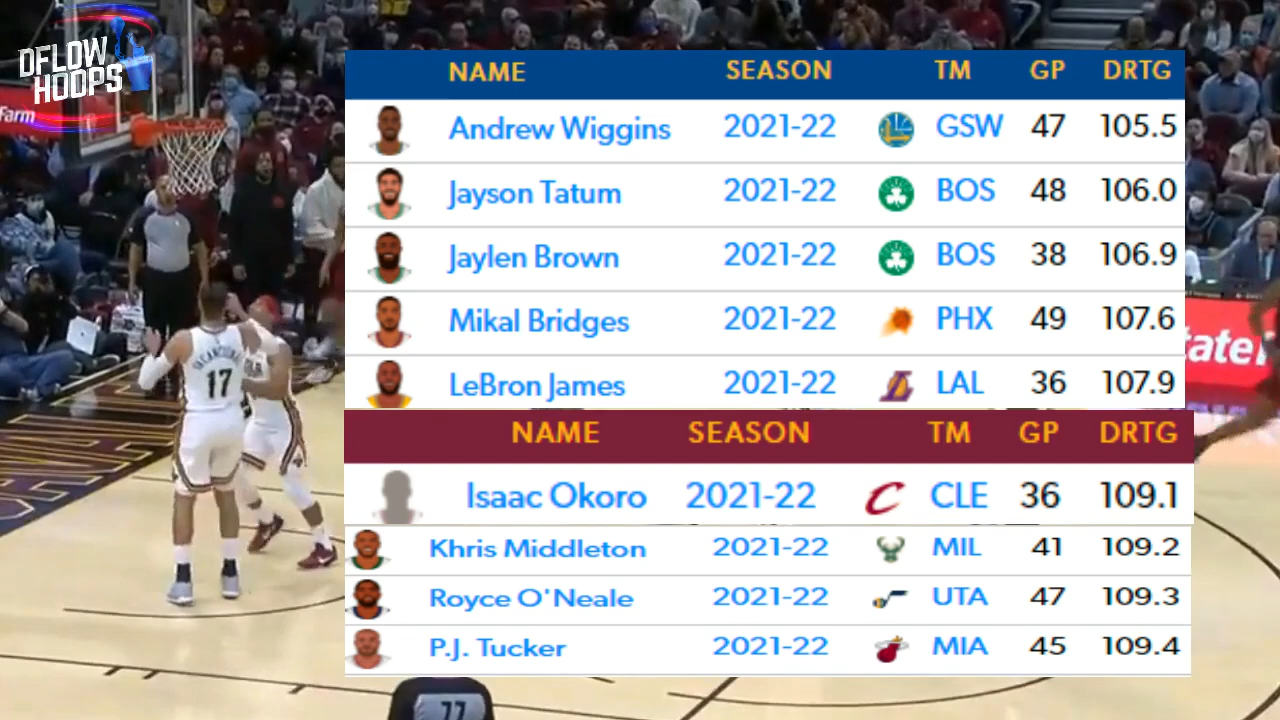 DFLOW
HOOPS
Farm
NAME SEASON TM GP DRTG
Andrew Wiggins 2021-22 GSW 47 105.5
Jayson Tatum 2021-22 BOS 48 106.0
Jaylen Brown 2021-22 BOS 38 106.9
Mikal Bridges 2021-22 PHX 49 107.6
LeBron James 2021-22 LAL 36 107.9
NAME SEASON TM GP DRTG
Isaac Okoro 2021-22 CLE 36 109.1
Khris Middleton 2021-22 MIL 41 109.2
Royce O'Neale 2021-22 UTA 47 109.3
P.J. Tucker 2021-22 MIA 45 109.4
17
77